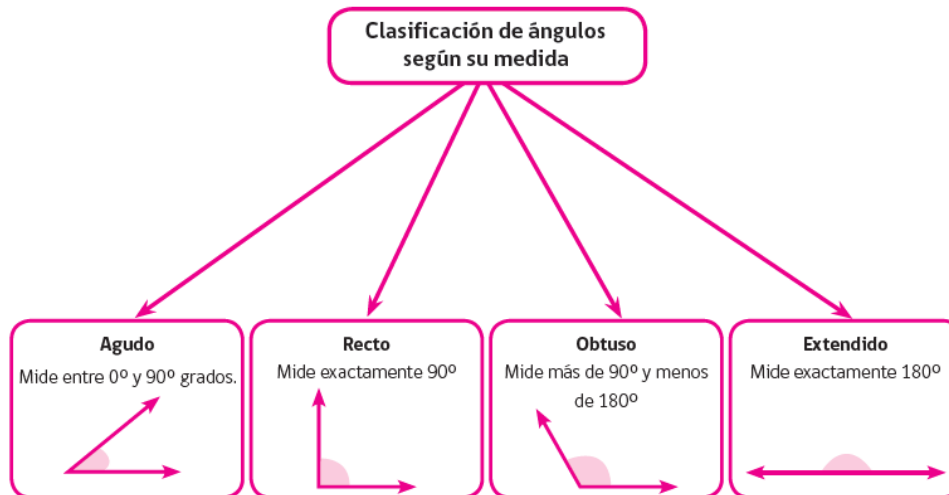 Clasificación de ángulos
según su medida
Agudo
Mide entre 0º y 90º grados.
Recto
Mide exactamente 90º
Obtuso
Mide más de 90º y menos
de 180º
Extendido
Mide exactamente 180º